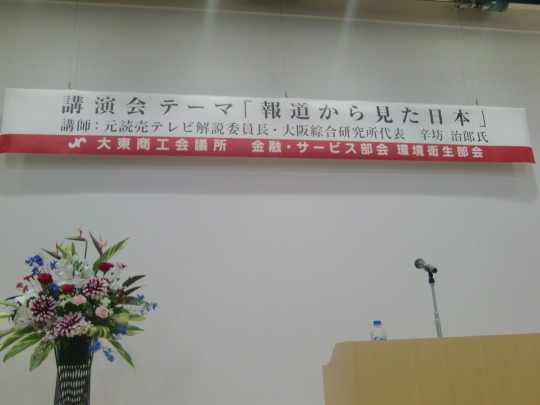 講演会テーマ「報道から見た日本」
講師：元読売テレビ解説委員長・大阪綜合研究所代表　辛坊 治郎氏
大東商工会議所　金融・サービス部会 環境衛生部会